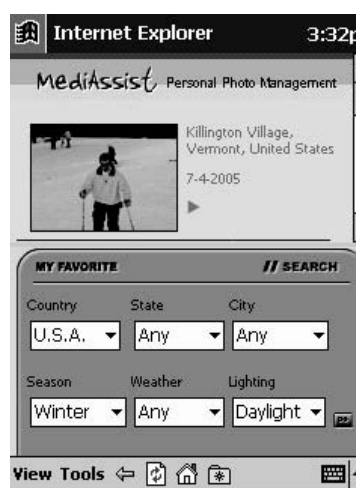 Internet Explorer 3:32p
MediAssist Personal Photo Management
Killington Village,
Vermont, United States
7-4-2005
MY FAVORITE // SEARCH
Country State City
U.S.A. Any Any
Season Weather Lighting
Winter Any Daylight
View Tools